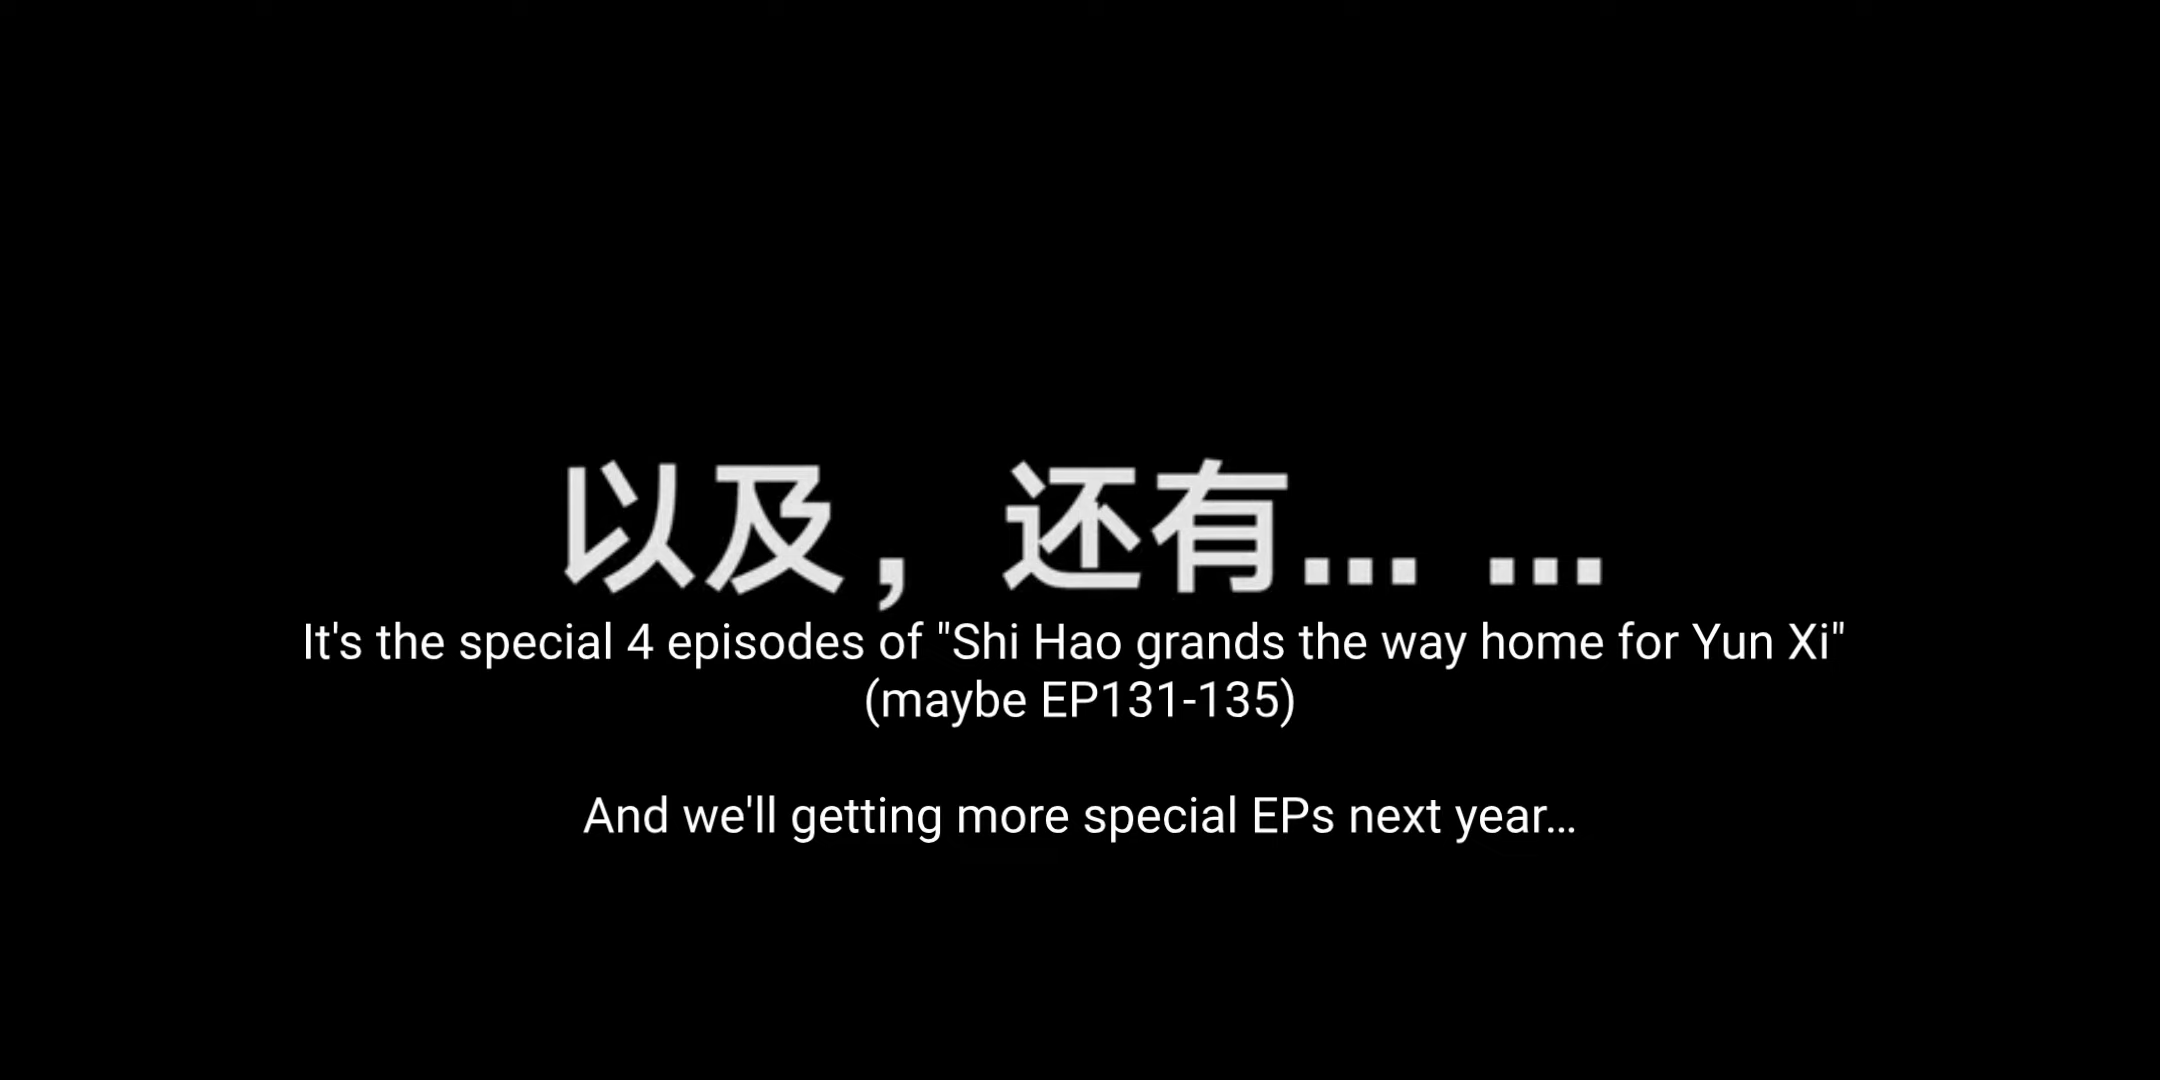 以及，还有... ...
It's the special 4 episodes of "Shi Hao grands the way home for Yun Xi"
(maybe EP131-135)
And we'll getting more special EPs next year...